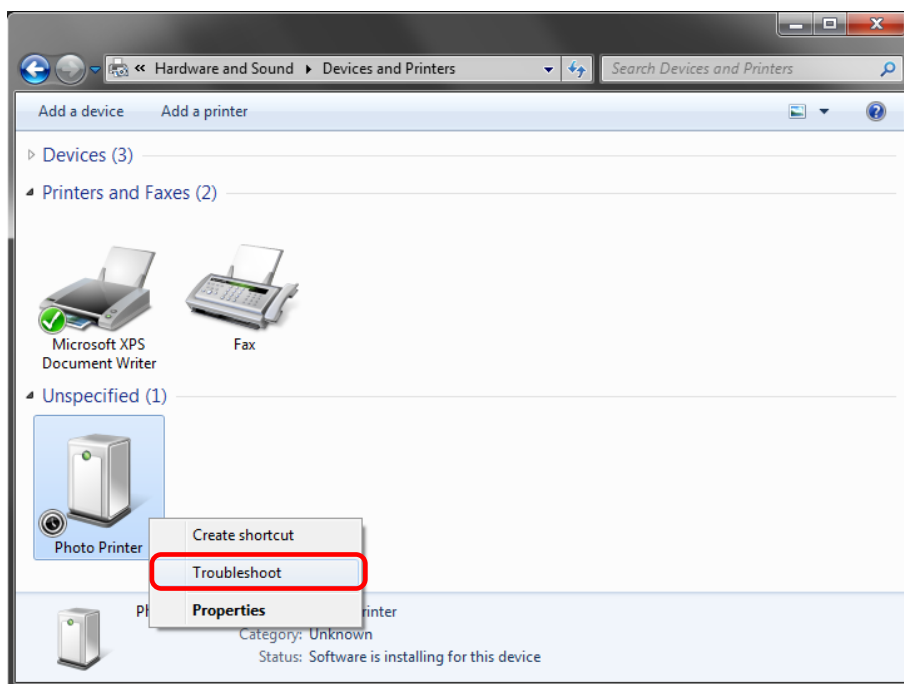 « Hardware and Sound Devices and Printers Search Devices and Printers
Add a device Add a printer
Devices (3)
Printers and Faxes (2)
Microsoft XPS
Document Writer
Fax
Unspecified (1)
Photo Printer
Create shortcut
Troubleshoot
Properties
Category: Unknown
Status: Software is installing for this device